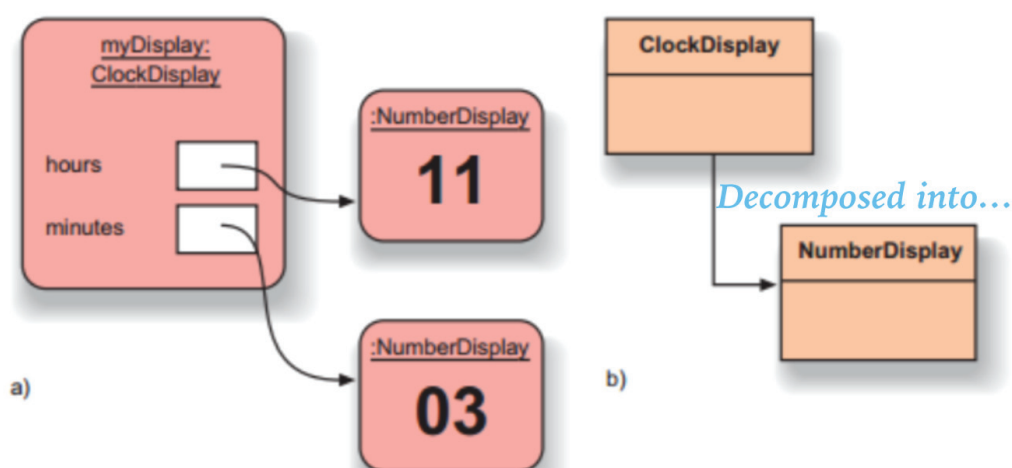 myDisplay:
ClockDisplay
hours
minutes
:NumberDisplay
11
:NumberDisplay
03
a)
ClockDisplay
Decomposed into...
NumberDisplay
b)